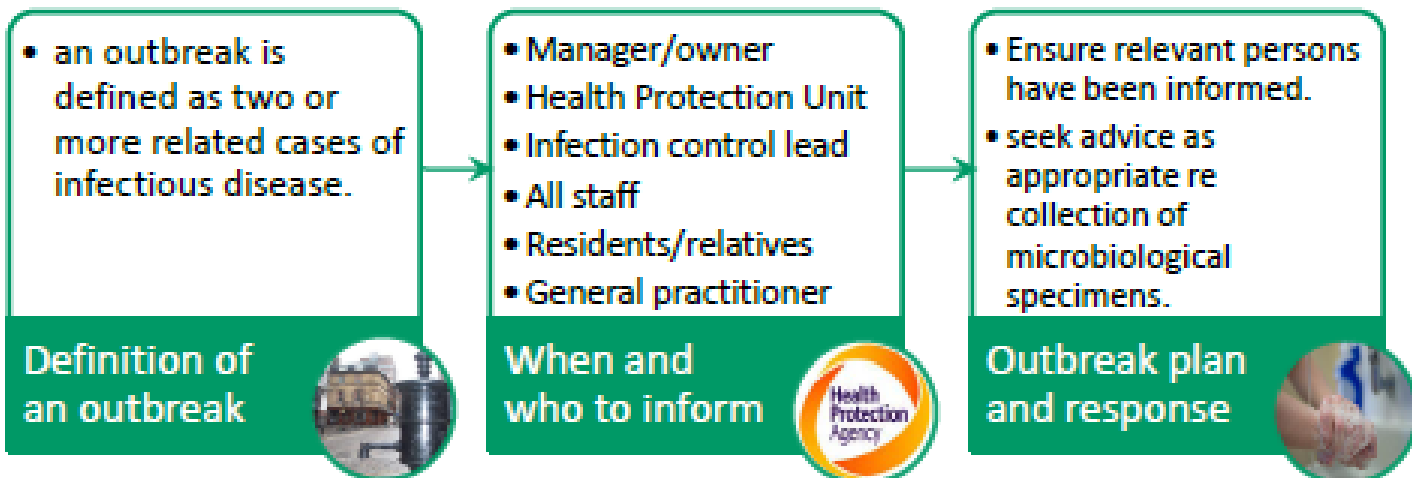 • an outbreak is
defined as two or
more related cases of
infectious disease.
Definition of
an outbreak
• Manager/owner
• Health Protection Unit
• Infection control lead
• All staff
• Residents/relatives
• General practitioner
When and
who to inform
Health
Protection
Agency
• Ensure relevant persons
have been informed.
• seek advice as
appropriate re
collection of
microbiological
specimens.
Outbreak plan
and response